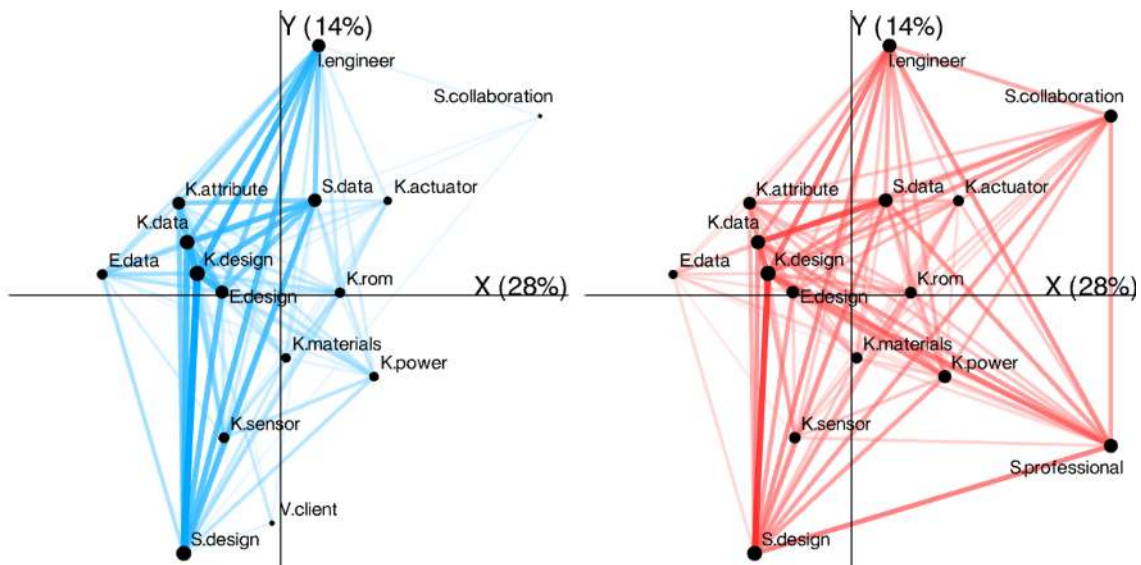 Y (14%)
I.engineer
S.collaboration
K.attribute
S.data
K.actuator
K.data
E.data
K.design
K.rom
X (28%)
E.design
K.materials
K.power
K.sensor
V.client
S.design
Y (14%)
I.engineer
S.collaboration
K.attribute
S.data
K.actuator
K.data
E.data
K.design
K.rom
X (28%)
E.design
K.materials
K.power
K.sensor
S.professional
S.design